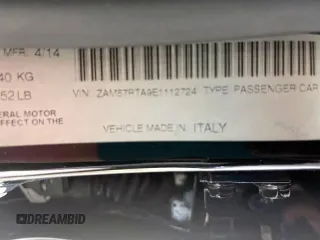 MFR. 4/14
40 KG
52 LB
ERAL MOTOR
EFFECT ON THE
VIN: ZAM57RTA9E1112724 TYPE PASSENGER CAR
VEHICLE MADE IN: ITALY
DREAMBID